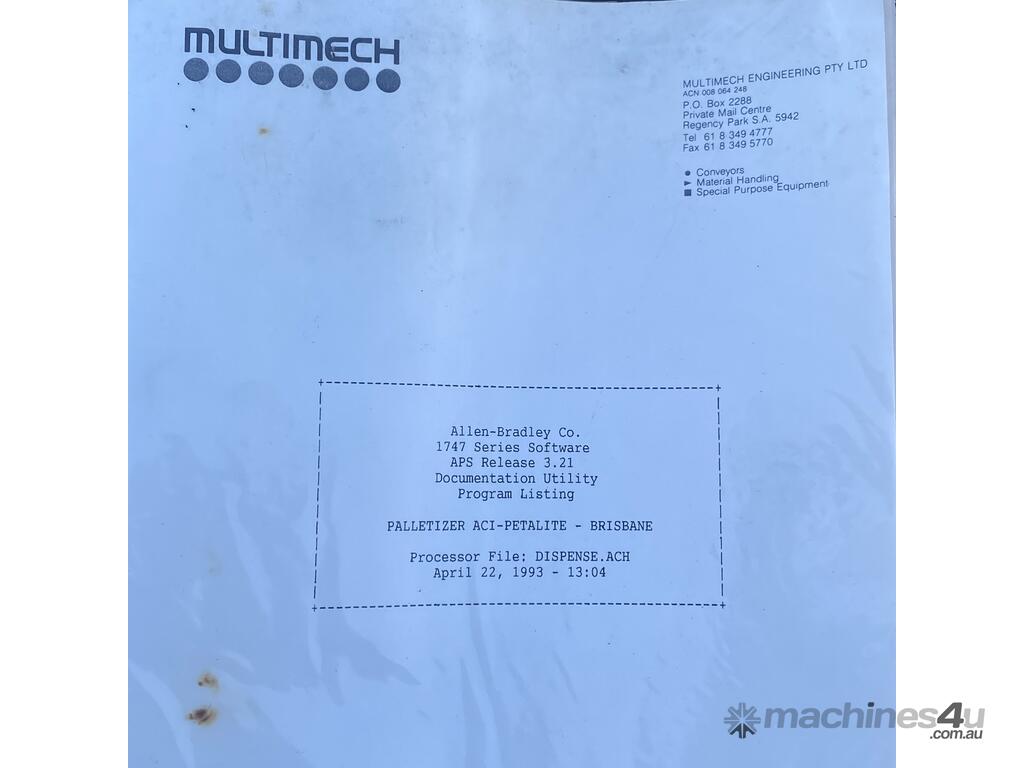 MULTIMECH
MULTIMECH ENGINEERING PTY LTD
ACN 008 064 248
P.O. Box 2288
Private Mail Centre
Regency Park S.A. 5942
Tel 61 8 349 4777
Fax 61 8 349 5770
● Conveyors
► Material Handling
■ Special Purpose Equipment
Allen-Bradley Co.
1747 Series Software
APS Release 3.21
Documentation Utility
Program Listing
PALLETIZER ACI-PETALITE - BRISBANE
Processor File: DISPENSE.ACH
April 22, 1993 - 13:04
machines4u
.com.au